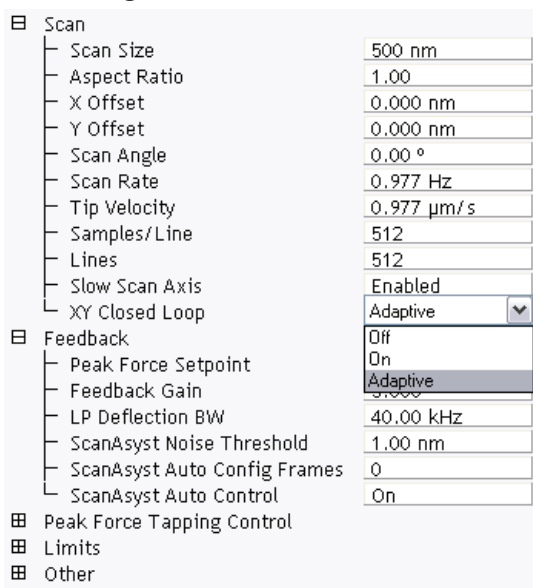 Scan
Scan Size 500 nm
Aspect Ratio 1.00
X Offset 0.000 nm
Y Offset 0.000 nm
Scan Angle 0.00 °
Scan Rate 0.977 Hz
Tip Velocity 0.977 µm/s
Samples/Line 512
Lines 512
Slow Scan Axis Enabled
XY Closed Loop Adaptive
Feedback Off
Peak Force Setpoint On
Feedback Gain Adaptive
LP Deflection BW 40.00 kHz
ScanAsyst Noise Threshold 1.00 nm
ScanAsyst Auto Config Frames 0
ScanAsyst Auto Control On
Peak Force Tapping Control
Limits
Other